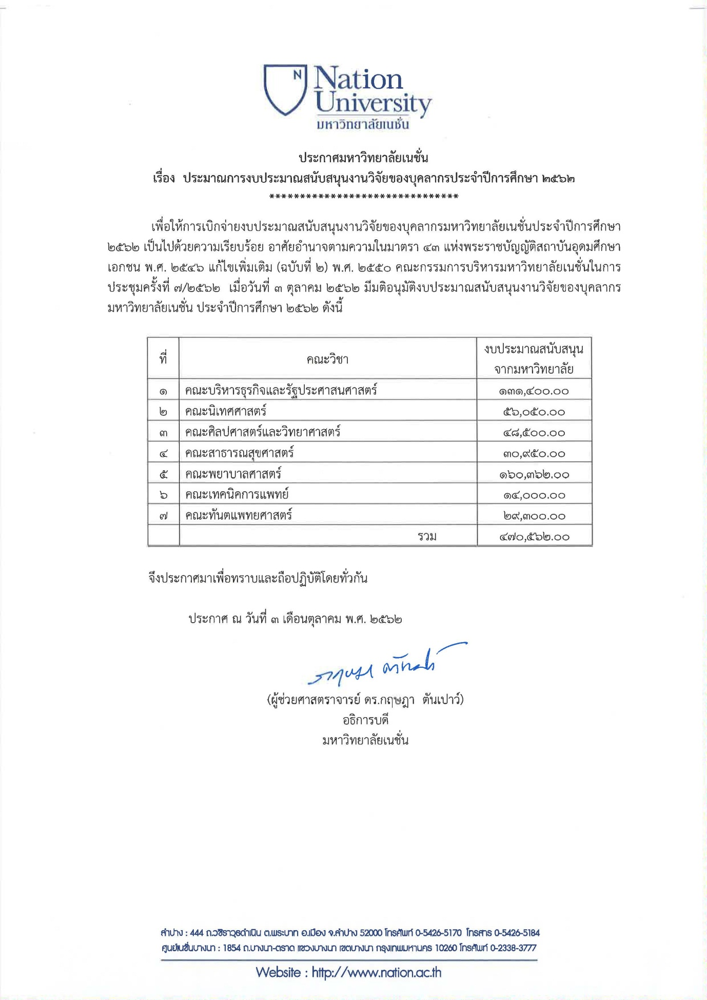 N Nation
University
มหาวิทยาลัยเนชั่น
ประกาศมหาวิทยาลัยเนชั่น
เรื่อง ประมาณการงบประมาณสนับสนุนงานวิจัยของบุคลากรประจำปีการศึกษา ๒๕๖๒
*******************************
เพื่อให้การเบิกจ่ายงบประมาณสนับสนุนงานวิจัยของบุคลากรมหาวิทยาลัยเนชั่นประจำปีการศึกษา
๒๕๖๒ เป็นไปด้วยความเรียบร้อย อาศัยอำนาจตามความในมาตรา ๔๓ แห่งพระราชบัญญัติสถาบันอุดมศึกษา
เอกชน พ.ศ. ๒๕๔๖ แก้ไขเพิ่มเติม (ฉบับที่ ๒) พ.ศ. ๒๕๕๐ คณะกรรมการบริหารมหาวิทยาลัยเนชั่นในการ
ประชุมครั้งที่ ๗/๒๕๖๒ เมื่อวันที่ ๓ ตุลาคม ๒๕๖๒ มีมติอนุมัติงบประมาณสนับสนุนงานวิจัยของบุคลากร
มหาวิทยาลัยเนชั่น ประจำปีการศึกษา ๒๕๖๒ ดังนี้
ที่ คณะวิชา งบประมาณสนับสนุน
จากมหาวิทยาลัย
๑ คณะบริหารธุรกิจและรัฐประศาสนศาสตร์ ๑๓๑,๔๐๐.๐๐
๒ คณะนิเทศศาสตร์ ๕๖,๐๕๐.๐๐
๓ คณะศิลปศาสตร์และวิทยาศาสตร์ ๔๘,๕๐๐.๐๐
๔ คณะสาธารณสุขศาสตร์ ๓๐,๙๕๐.๐๐
๕ คณะพยาบาลศาสตร์ ๑๖๐,๓๖๒.๐๐
๖ คณะเทคนิคการแพทย์ ๑๔,๐๐๐.๐๐
๗ คณะทันตแพทยศาสตร์ ๒๙,๓๐๐.๐๐
รวม ๔๗๐,๕๖๒.๐๐
จึงประกาศมาเพื่อทราบและถือปฏิบัติโดยทั่วกัน
ประกาศ ณ วันที่ ๓ เดือนตุลาคม พ.ศ. ๒๕๖๒
(ผู้ช่วยศาสตราจารย์ ดร.กฤษฎา ตันเปาว์)
อธิการบดี
มหาวิทยาลัยเนชั่น
ลำปาง : 444 ถ.วชิราวุธดำเนิน ต.พระบาท อ.เมือง จ.ลำปาง 52000 โทรศัพท์ 0-5426-5170 โทรสาร 0-5426-5184
ศูนย์เนชั่นบางนา : 1854 ถ.บางนา-ตราด แขวงบางนา เขตบางนา กรุงเทพมหานคร 10260 โทรศัพท์ 0-2338-3777
Website : http://www.nation.ac.th